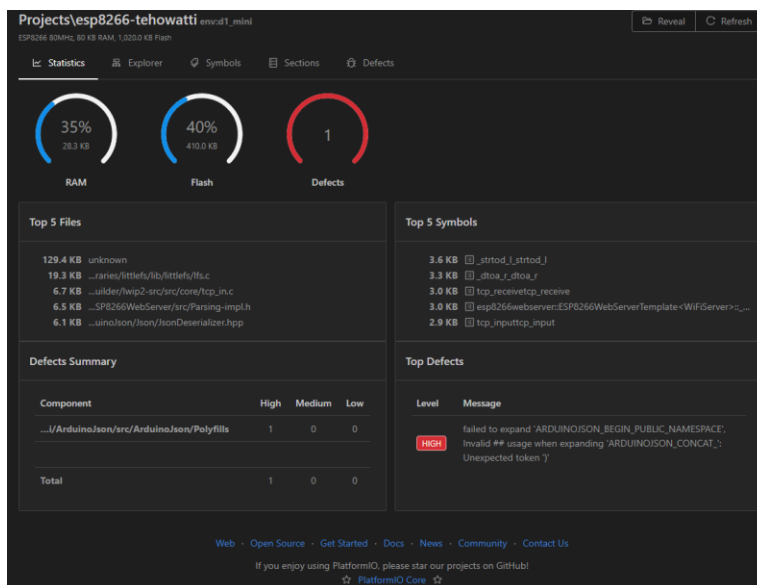 Projects\esp8266-tehowatti env:d1_mini
Reveal
Refresh
ESP8266 80MHz, 80 KB RAM, 1,020.0 KB Flash
Statistics
Explorer
Symbols
Sections
Defects
35%
28.3 KB
RAM
40%
410.0 KB
Flash
1
Defects
Top 5 Files
129.4 KB unknown
19.3 KB ...raries/littlefs/lib/littlefs/lfs.c
6.7 KB ...uilder/lwip2-src/src/core/tcp_in.c
6.5 KB ...SP8266WebServer/src/Parsing-impl.h
6.1 KB ...uinoJson/Json/JsonDeserializer.hpp
Top 5 Symbols
3.6 KB _strtod_l_strtod_l
3.3 KB _dtoa_r_dtoa_r
3.0 KB tcp_receivetcp_receive
3.0 KB esp8266webserver::ESP8266WebServerTemplate<WiFiServer>::_...
2.9 KB tcp_inputtcp_input
Defects Summary
Component High Medium Low
...i/ArduinoJson/src/ArduinoJson/Polyfills 1 0 0
Total 1 0 0
Top Defects
Level Message
HIGH
failed to expand 'ARDUINOJSON_BEGIN_PUBLIC_NAMESPACE',
Invalid ## usage when expanding 'ARDUINOJSON_CONCAT_':
Unexpected token ')'
Web · Open Source · Get Started · Docs · News · Community · Contact Us
If you enjoy using PlatformIO, please star our projects on GitHub!
☆ PlatformIO Core ☆